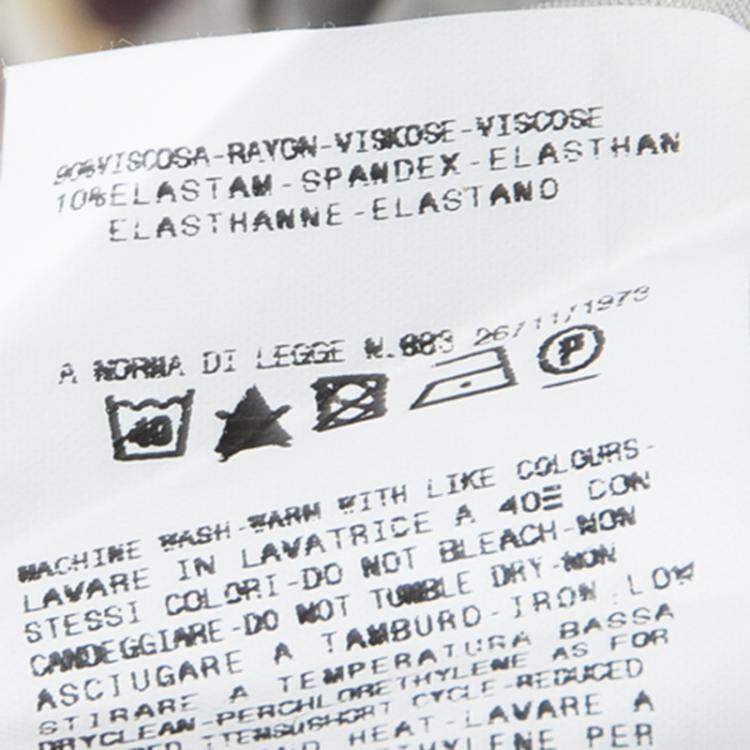 90%VISCOSA-RAYON-VISKOSE-VISCOSE
10%ELASTAM-SPANDEX-ELASTHAN
ELASTHANNE-ELASTANO
A NORMA DI LEGGE N.883 26/11/1973
40 P
MACHINE WASH-WARM WITH LIKE COLOURS-
LAVARE IN LAVATRICE A 40Ξ CON
STESSI COLORI-DO NOT BLEACH-NON
CANDEGGIARE-DO NOT TUMBLE DRY-NON
ASCIUGARE A TAMBURO-IRON LOW
STIRARE A TEMPERATURA BASSA
DRYCLEAN-PERCHLORETHYLENE AS FOR
CYCLE-REDUCED
HEAT-LAVARE A
PER